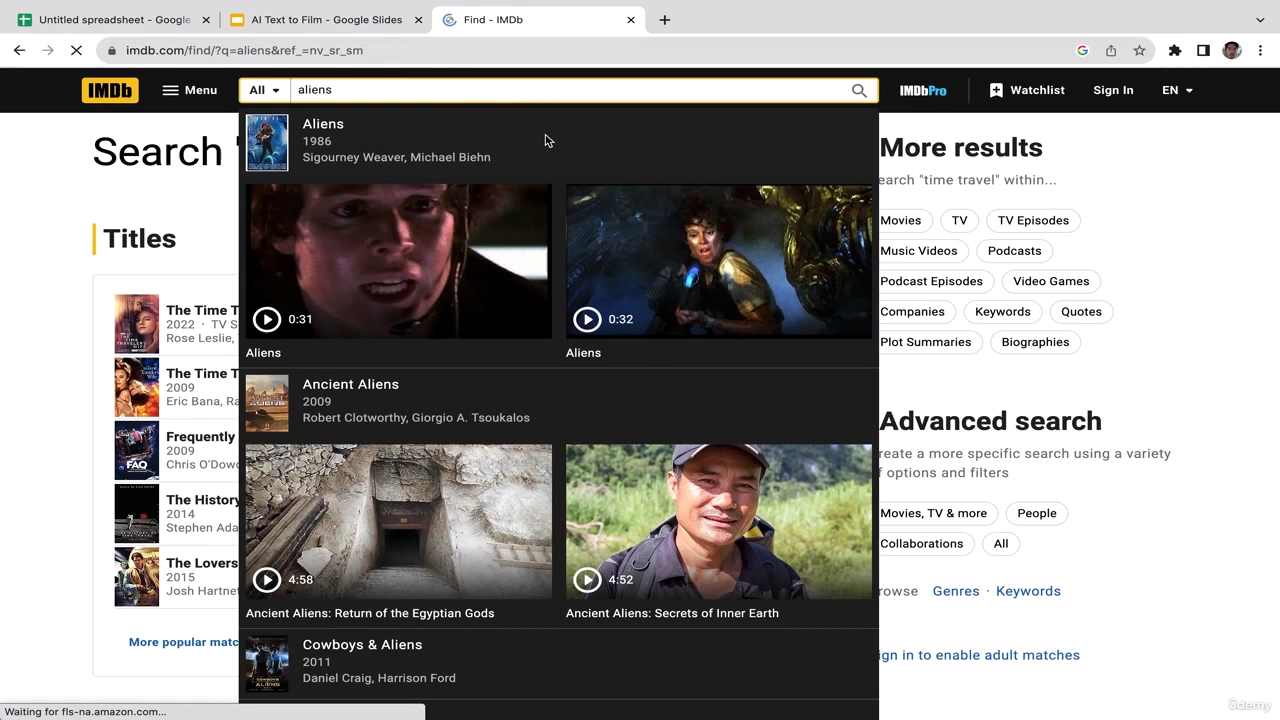 Untitled spreadsheet - Google
AI Text to Film - Google Slides
Find - IMDb
imdb.com/find/?q=aliens&ref_=nv_sr_sm
IMDb
Menu
All
aliens
IMDbPro
Watchlist
Sign In
EN
Search "
Titles
The Time T
2022 · TV S
Rose Leslie,
The Time T
2009
Eric Bana, Ra
Frequently
2009
Chris O'Dowd
The History
2014
Stephen Ada
The Lovers
2015
Josh Hartnet
More popular matc
Aliens
1986
Sigourney Weaver, Michael Biehn
0:31
0:32
Aliens
Aliens
Ancient Aliens
2009
Robert Clotworthy, Giorgio A. Tsoukalos
4:58
4:52
Ancient Aliens: Return of the Egyptian Gods
Ancient Aliens: Secrets of Inner Earth
Cowboys & Aliens
2011
Daniel Craig, Harrison Ford
More results
earch "time travel" within...
Movies
TV
TV Episodes
Music Videos
Podcasts
Podcast Episodes
Video Games
Companies
Keywords
Quotes
Plot Summaries
Biographies
Advanced search
reate a more specific search using a variety
f options and filters
Movies, TV & more
People
Collaborations
All
rowse Genres · Keywords
ign in to enable adult matches
Waiting for fls-na.amazon.com...
ûdemy